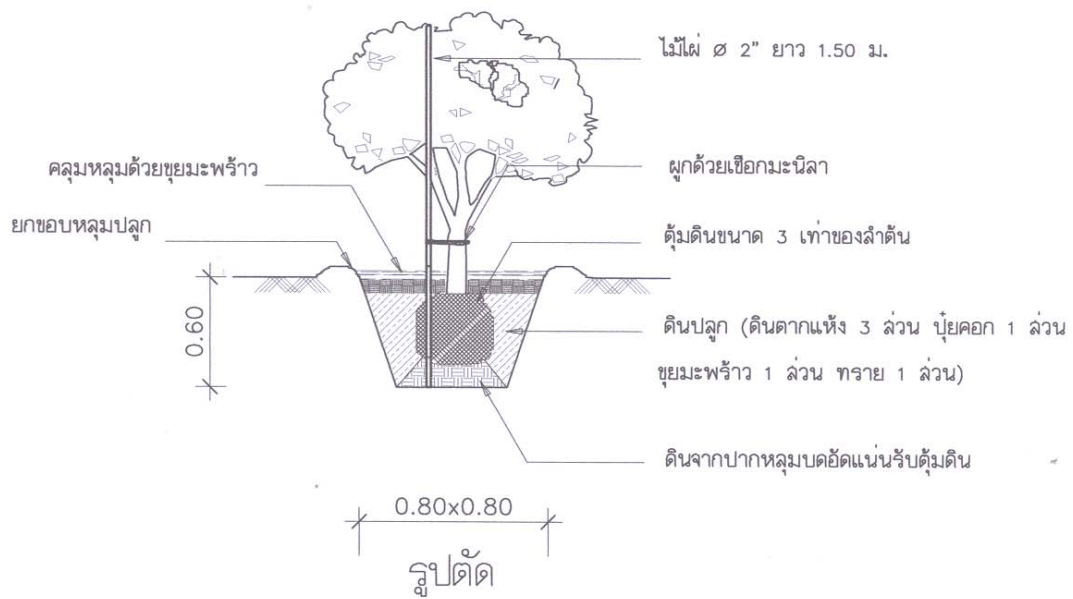 ไม้ไผ่ ø 2" ยาว 1.50 ม.
คลุมหลุมด้วยขุยมะพร้าว
ผูกด้วยเชือกมะนิลา
ยกขอบหลุมปลูก
ตุ้มดินขนาด 3 เท่าของลำต้น
0.60
ดินปลูก (ดินตากแห้ง 3 ส่วน ปุ๋ยคอก 1 ส่วน
ขุยมะพร้าว 1 ส่วน ทราย 1 ส่วน)
ดินจากปากหลุมบดอัดแน่นรับตุ้มดิน
0.80x0.80
รูปตัด